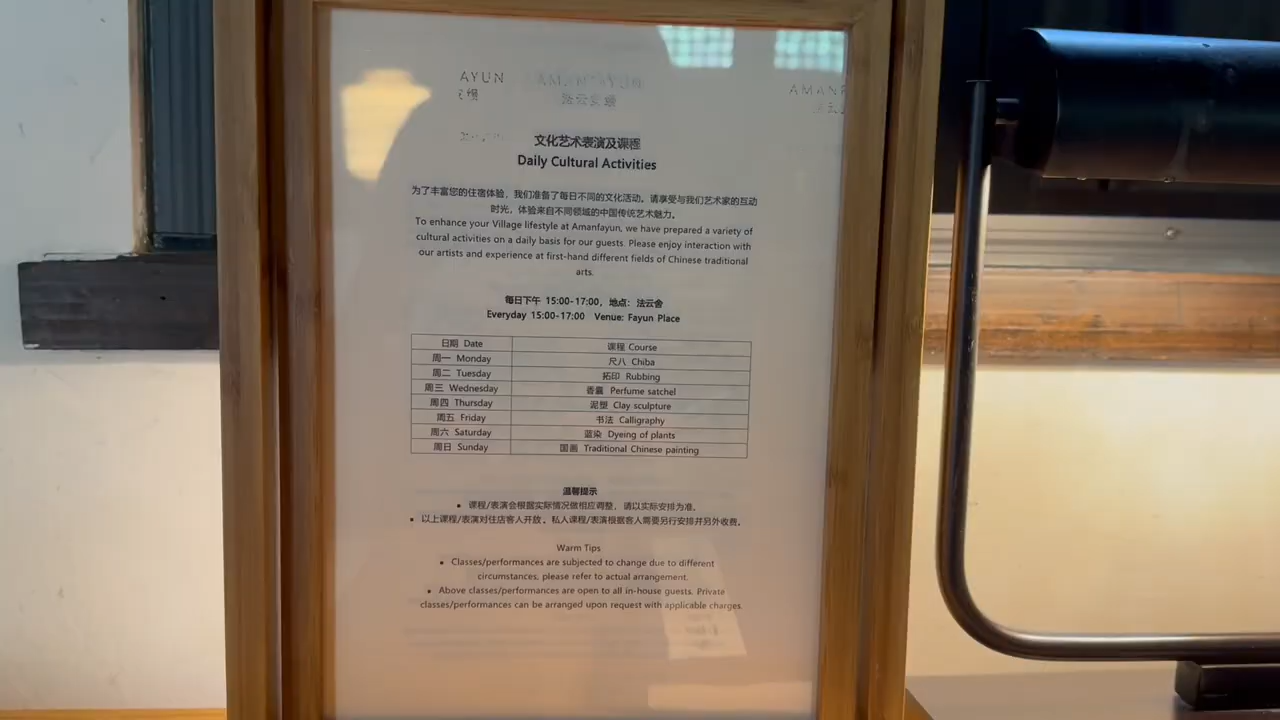 AYUN
AMAN
文化艺术表演及课程
Daily Cultural Activities
为了丰富您的住宿体验，我们准备了每日不同的文化活动。请享受与我们艺术家的互动
时光，体验来自不同领域的中国传统艺术魅力。
To enhance your Village lifestyle at Amanfayun, we have prepared a variety of
cultural activities on a daily basis for our guests. Please enjoy interaction with
our artists and experience at first-hand different fields of Chinese traditional
arts.
每日下午 15:00-17:00，地点：法云舍
Everyday 15:00-17:00 Venue: Fayun Place
日期 Date 课程 Course
周一 Monday 尺八 Chiba
周二 Tuesday 拓印 Rubbing
周三 Wednesday 香囊 Perfume satchel
周四 Thursday 泥塑 Clay sculpture
周五 Friday 书法 Calligraphy
周六 Saturday 蓝染 Dyeing of plants
周日 Sunday 国画 Traditional Chinese painting
温馨提示
• 课程/表演会根据实际情况做相应调整，请以实际安排为准。
• 以上课程/表演对住店客人开放。私人课程/表演根据客人需要另行安排并另外收费。
Warm Tips
• Classes/performances are subjected to change due to different
circumstances, please refer to actual arrangement.
• Above classes/performances are open to all in-house guests. Private
classes/performances can be arranged upon request with applicable charges.